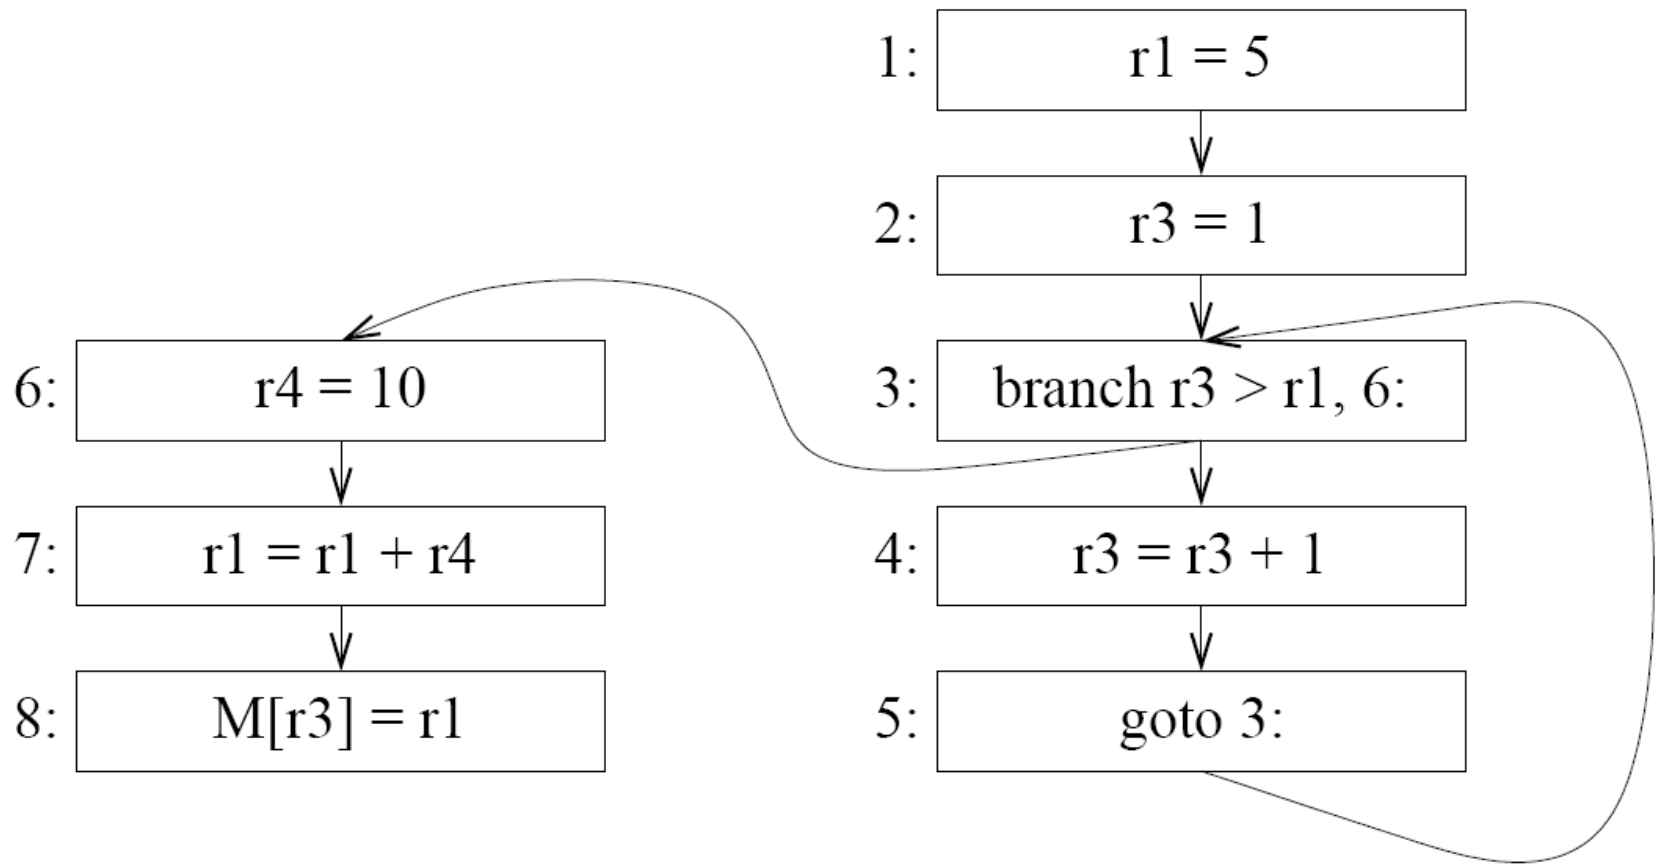 1: r1 = 5
2: r3 = 1
3: branch r3 > r1, 6:
4: r3 = r3 + 1
5: goto 3:
6: r4 = 10
7: r1 = r1 + r4
8: M[r3] = r1